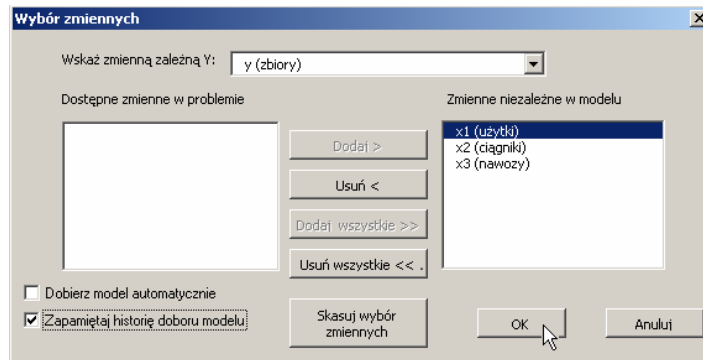 Wybór zmiennych
Wskaż zmienną zależną Y:
y (zbiory)
Dostępne zmienne w problemie
Zmienne niezależne w modelu
x1 (użytki)
x2 (ciągniki)
x3 (nawozy)
Dodaj >
Usuń <
Dodaj wszystkie >>
Usuń wszystkie << .
Dobierz model automatycznie
Zapamiętaj historię doboru modelu
Skasuj wybór
zmiennych
OK
Anuluj